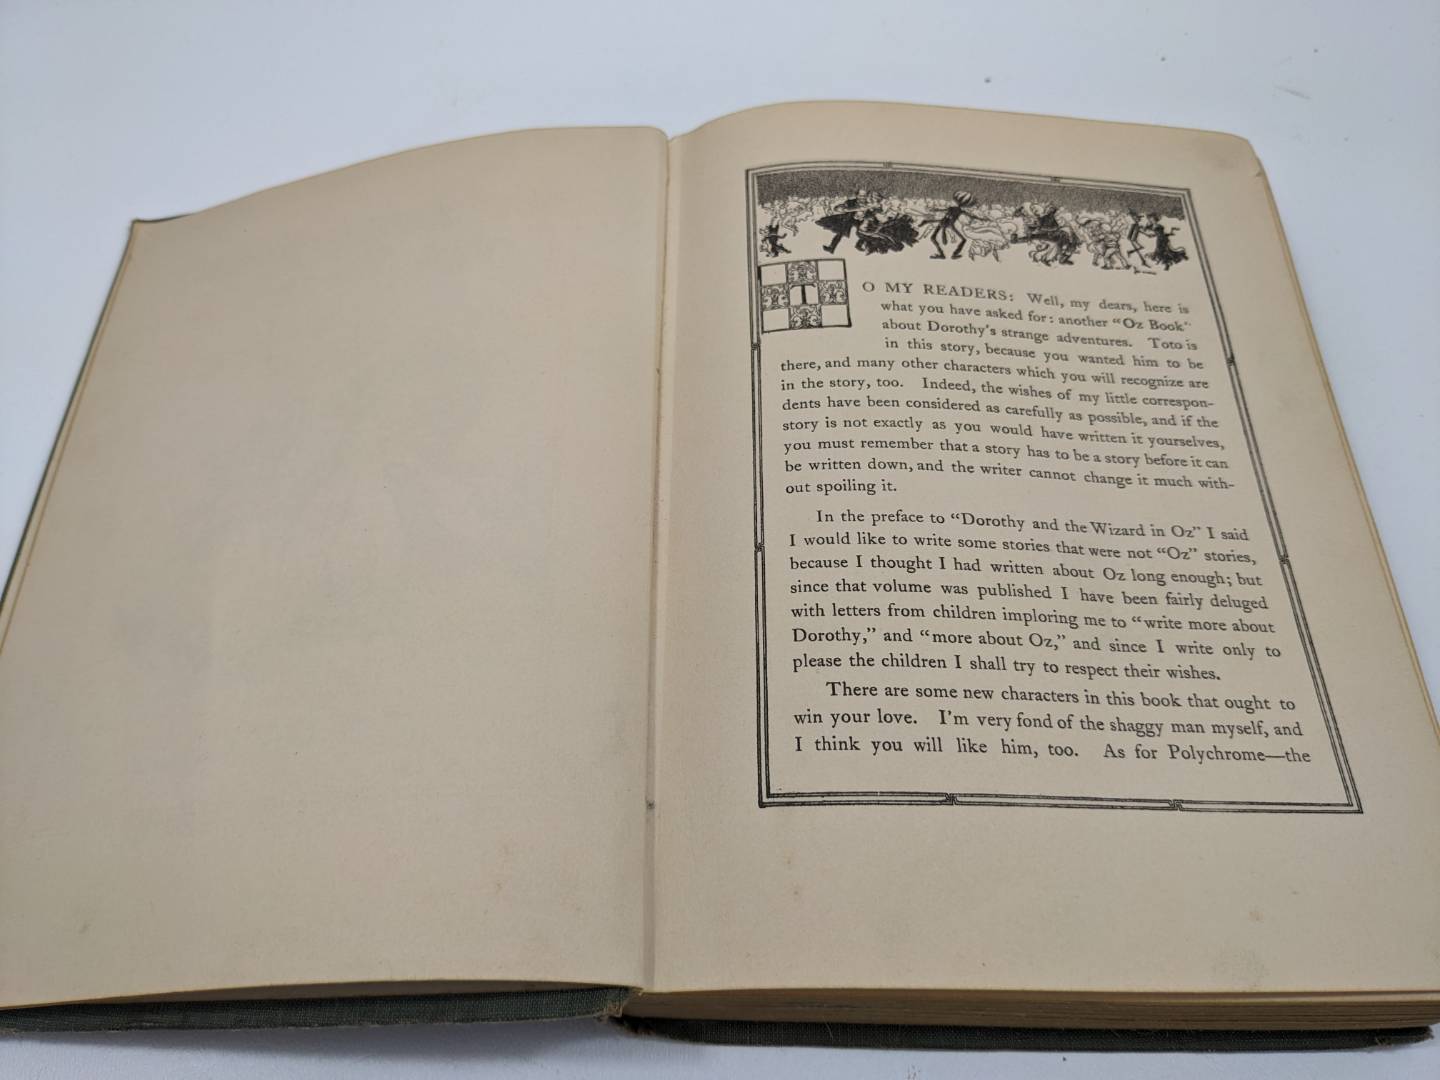 TO MY READERS: Well, my dears, here is
what you have asked for: another "Oz Book"
about Dorothy's strange adventures. Toto is
in this story, because you wanted him to be
there, and many other characters which you will recognize are
in the story, too. Indeed, the wishes of my little correspon-
dents have been considered as carefully as possible, and if the
story is not exactly as you would have written it yourselves,
you must remember that a story has to be a story before it can
be written down, and the writer cannot change it much with-
out spoiling it.
In the preface to "Dorothy and the Wizard in Oz" I said
I would like to write some stories that were not "Oz" stories,
because I thought I had written about Oz long enough; but
since that volume was published I have been fairly deluged
with letters from children imploring me to "write more about
Dorothy," and "more about Oz," and since I write only to
please the children I shall try to respect their wishes.
There are some new characters in this book that ought to
win your love. I'm very fond of the shaggy man myself, and
I think you will like him, too. As for Polychrome—the